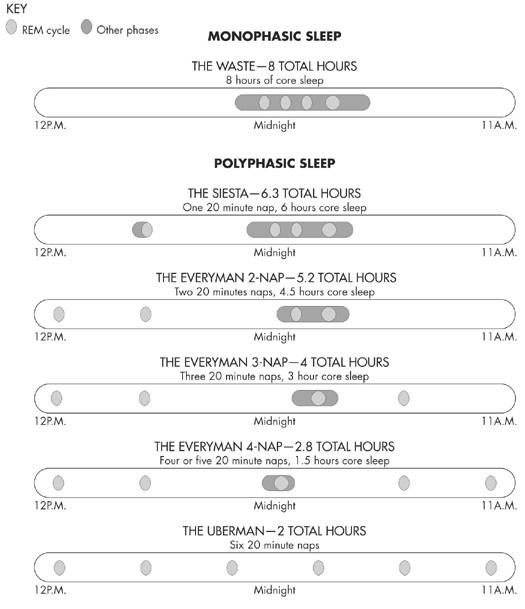 KEY
REM cycle
Other phases
MONOPHASIC SLEEP
THE WASTE—8 TOTAL HOURS
8 hours of core sleep
12P.M. Midnight 11A.M.
POLYPHASIC SLEEP
THE SIESTA—6.3 TOTAL HOURS
One 20 minute nap, 6 hours core sleep
12P.M. Midnight 11A.M.
THE EVERYMAN 2-NAP—5.2 TOTAL HOURS
Two 20 minutes naps, 4.5 hours core sleep
12P.M. Midnight 11A.M.
THE EVERYMAN 3-NAP—4 TOTAL HOURS
Three 20 minute naps, 3 hour core sleep
12P.M. Midnight 11A.M.
THE EVERYMAN 4-NAP—2.8 TOTAL HOURS
Four or five 20 minute naps, 1.5 hours core sleep
12P.M. Midnight 11A.M.
THE UBERMAN—2 TOTAL HOURS
Six 20 minute naps
12P.M. Midnight 11A.M.